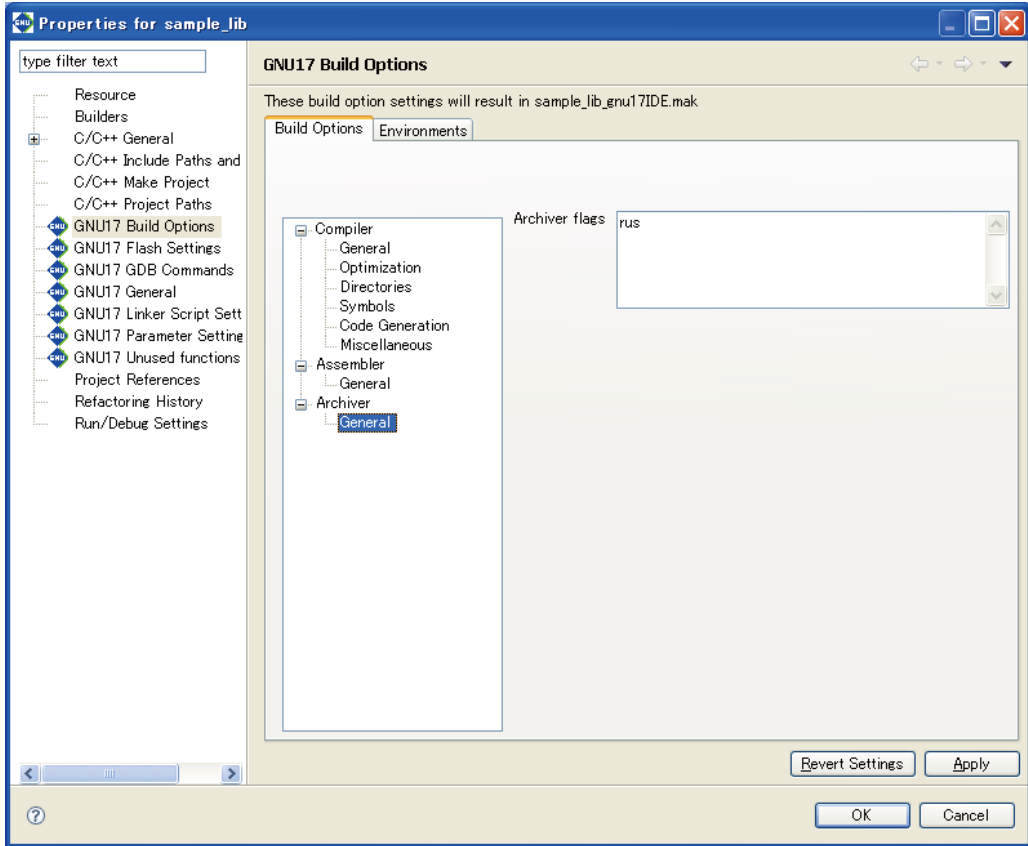 Properties for sample_lib
type filter text
Resource
Builders
C/C++ General
C/C++ Include Paths and
C/C++ Make Project
C/C++ Project Paths
GNU17 Build Options
GNU17 Flash Settings
GNU17 GDB Commands
GNU17 General
GNU17 Linker Script Sett
GNU17 Parameter Setting
GNU17 Unused functions
Project References
Refactoring History
Run/Debug Settings
GNU17 Build Options
These build option settings will result in sample_lib_gnu17IDE.mak
Build Options
Environments
Compiler
General
Optimization
Directories
Symbols
Code Generation
Miscellaneous
Assembler
General
Archiver
General
Archiver flags
rus
Revert Settings
Apply
OK
Cancel